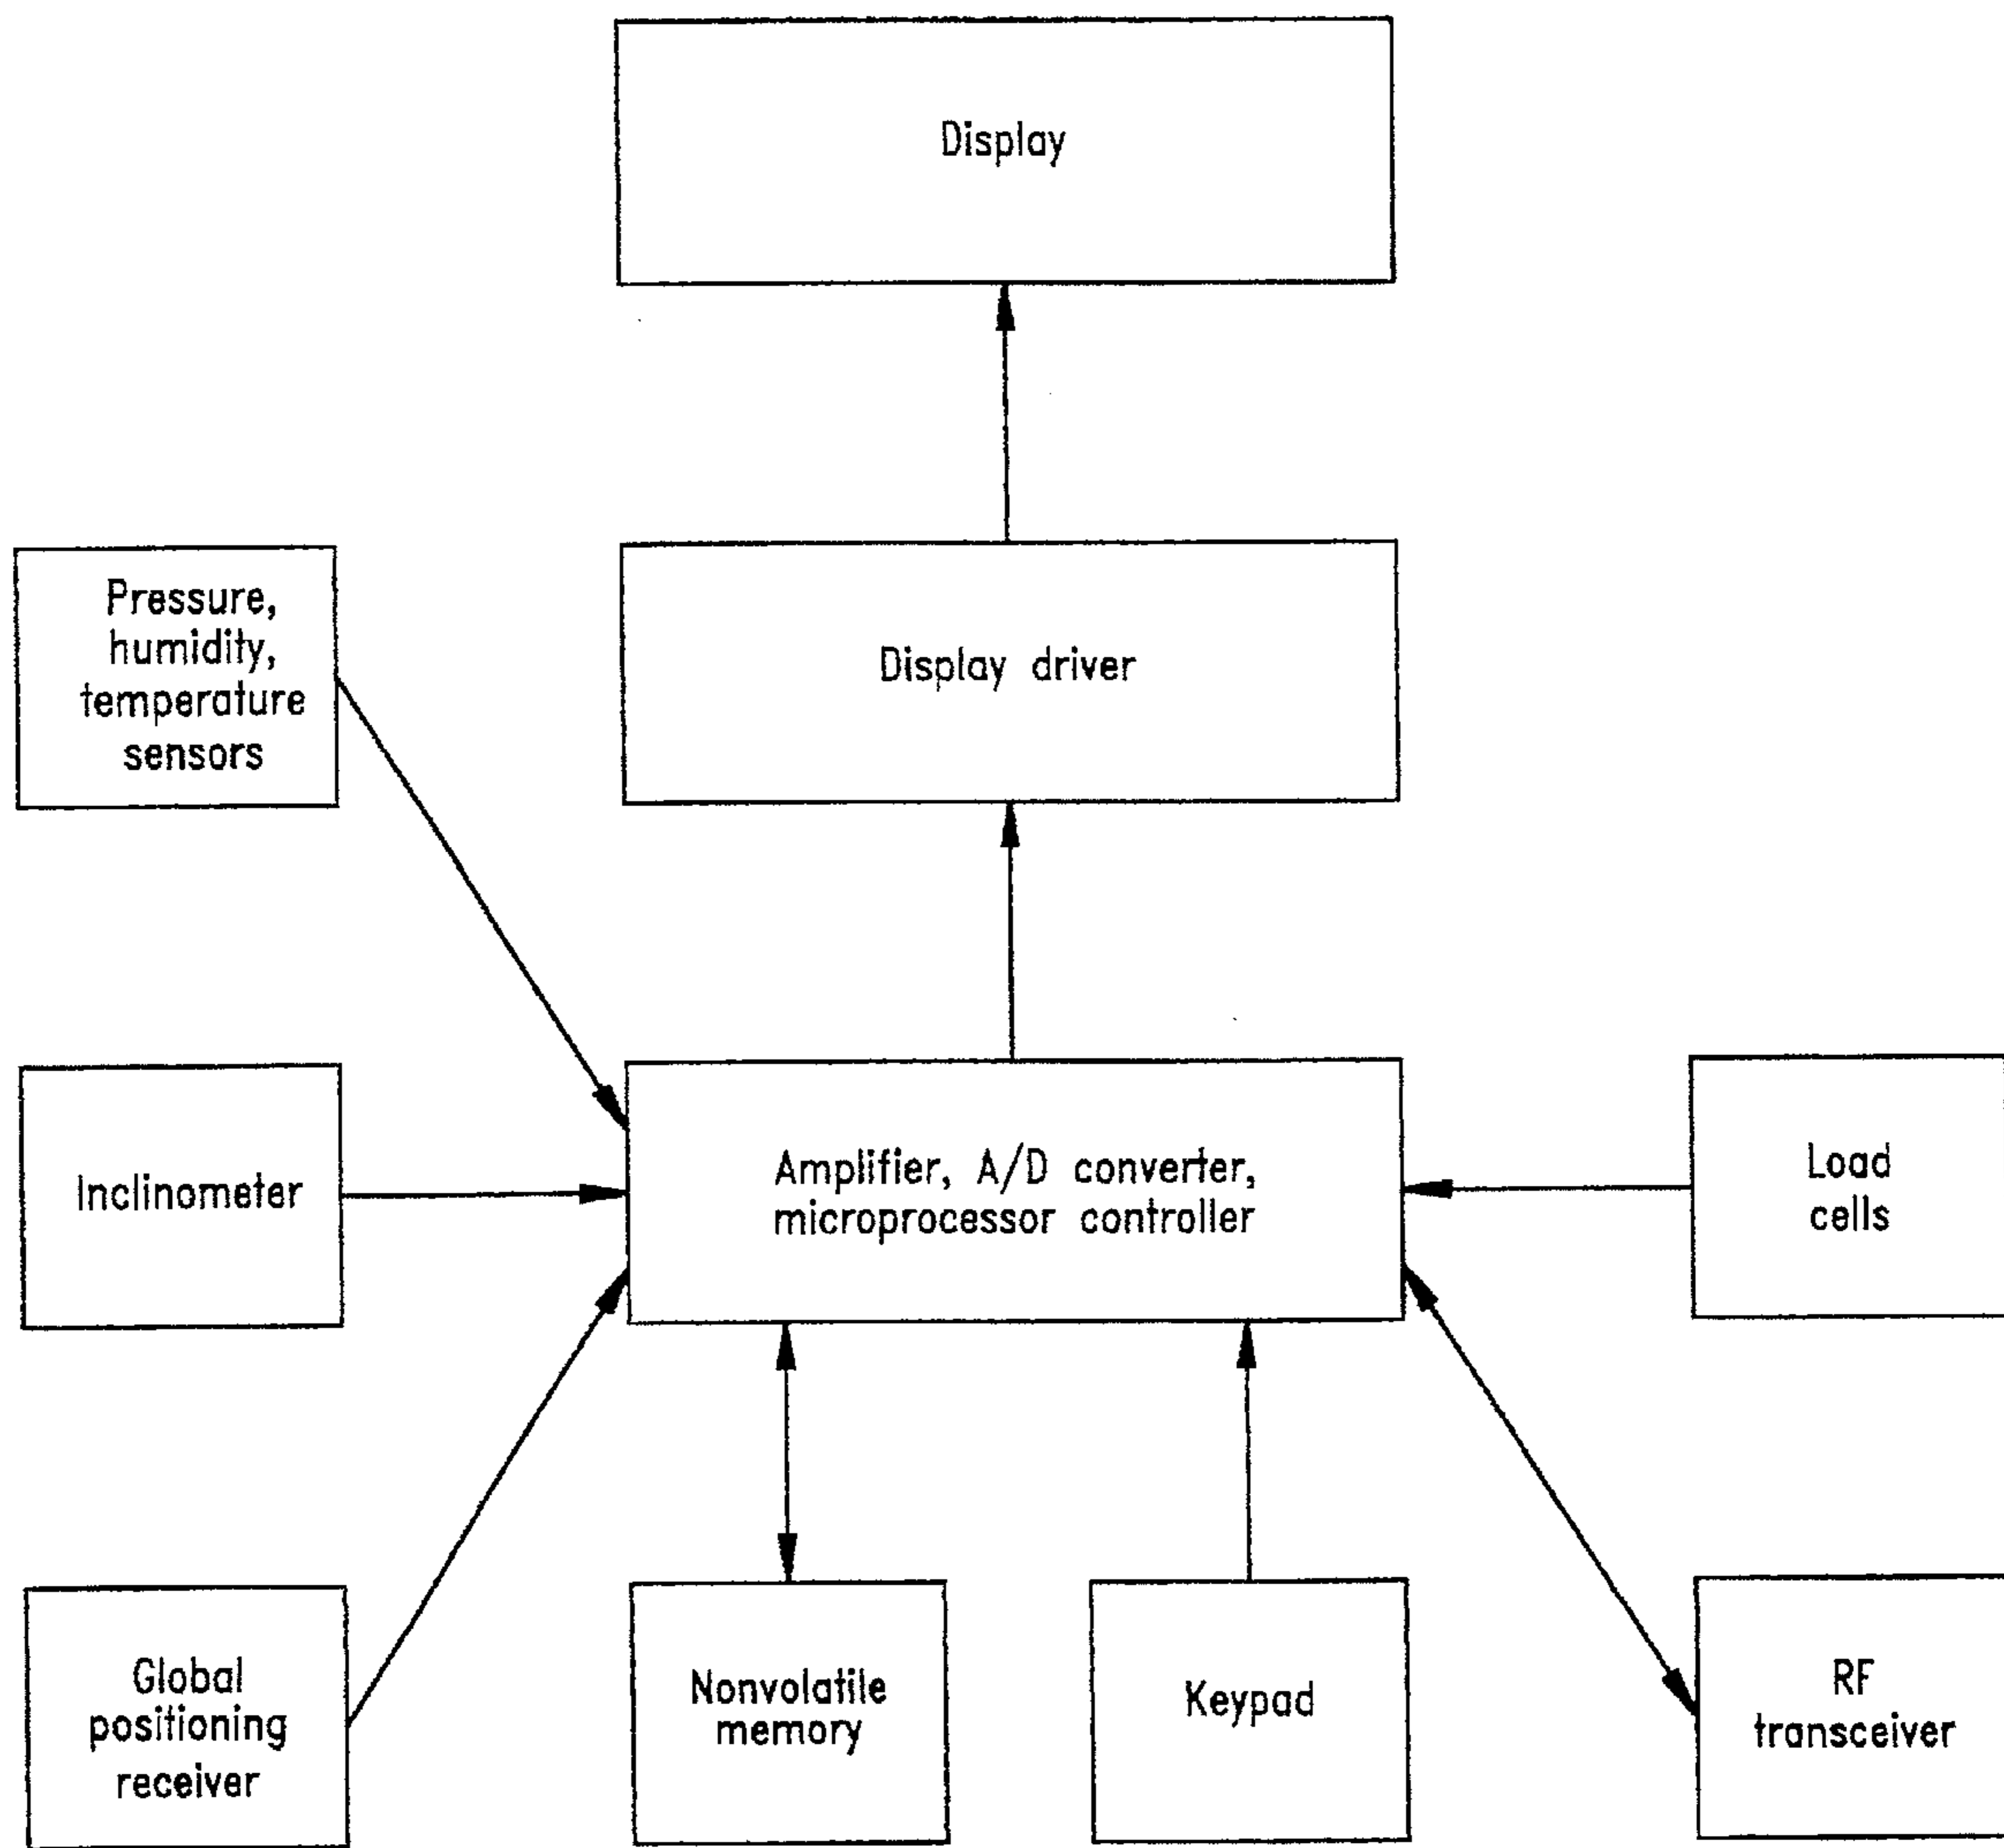 Display
Pressure,
humidity,
temperature
sensors
Display driver
Inclinometer
Amplifier, A/D converter,
microprocessor controller
Load
cells
Global
positioning
receiver
Nonvolatile
memory
Keypad
RF
transceiver